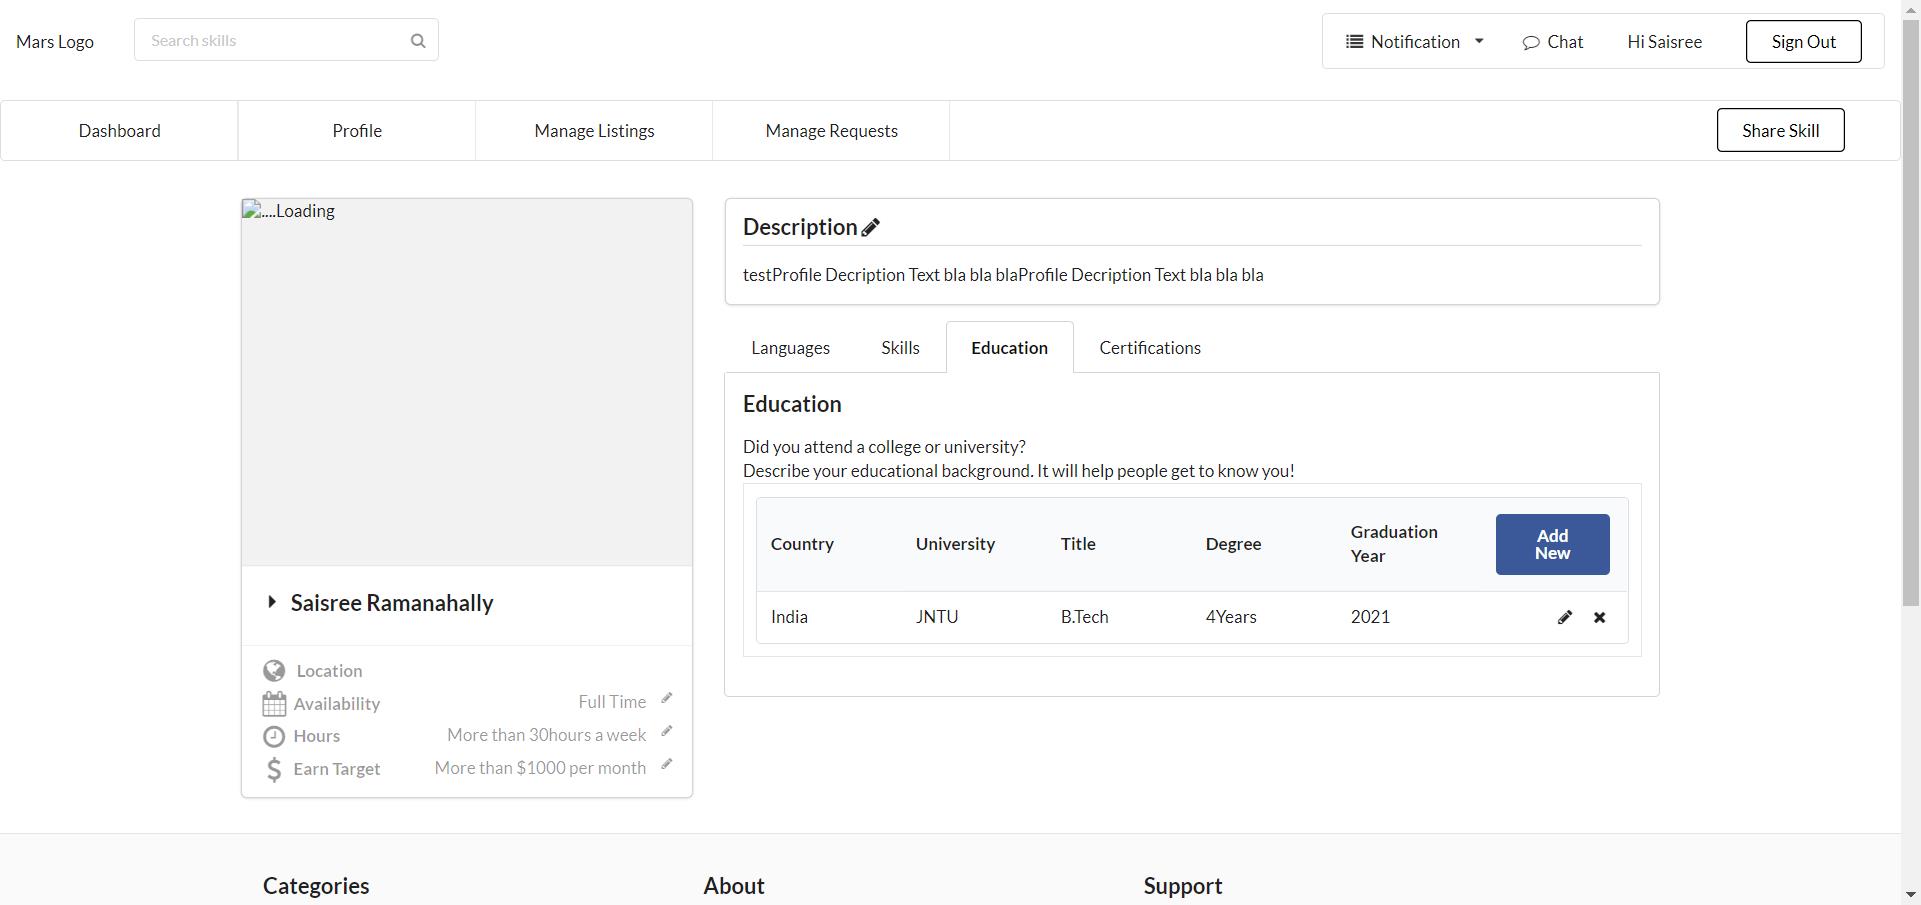 Mars Logo
Search skills
Notification
Chat
Hi Saisree
Sign Out
Dashboard
Profile
Manage Listings
Manage Requests
Share Skill
....Loading
Saisree Ramanahally
Location
Availability
Full Time
Hours
More than 30hours a week
Earn Target
More than $1000 per month
Description
testProfile Decription Text bla bla blaProfile Decription Text bla bla bla
Languages
Skills
Education
Certifications
Education
Did you attend a college or university?
Describe your educational background. It will help people get to know you!
Country
University
Title
Degree
Graduation
Year
Add
New
India
JNTU
B.Tech
4Years
2021
Categories
About
Support